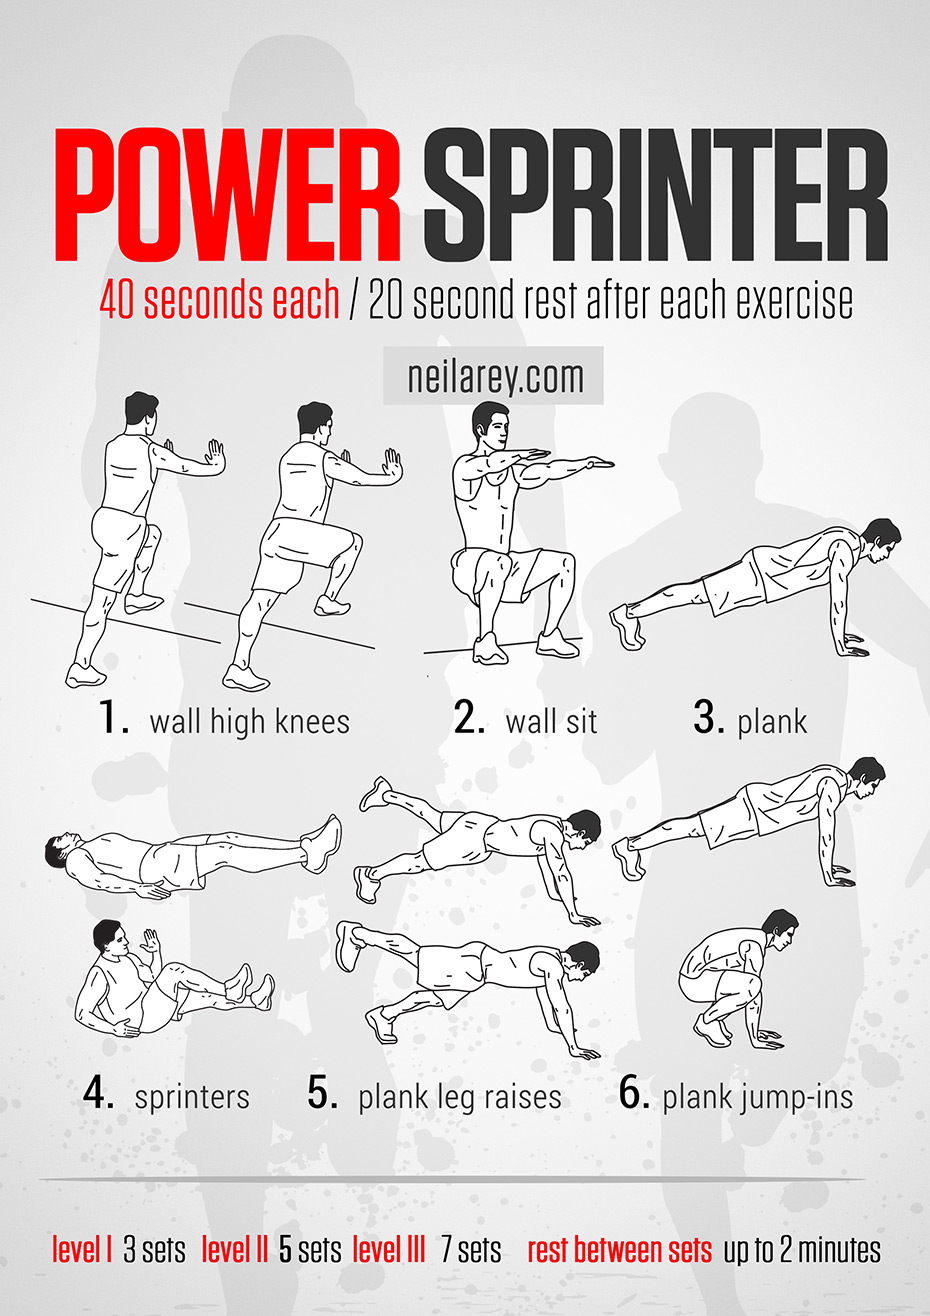 POWER SPRINTER
40 seconds each / 20 second rest after each exercise
neilarey.com
1. wall high knees
2. wall sit
3. plank
4. sprinters
5. plank leg raises
6. plank jump-ins
level I 3 sets level II 5 sets level III 7 sets rest between sets up to 2 minutes